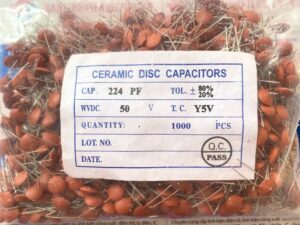 CERAMIC DISC CAPACITORS
CAP. 224 PF TOL. ± 80% 20%
WVDC. 50 V T. C. Y5V
QUANTITY: 1000 PCS
LOT. NO.
DATE.
Q.C.
PASS